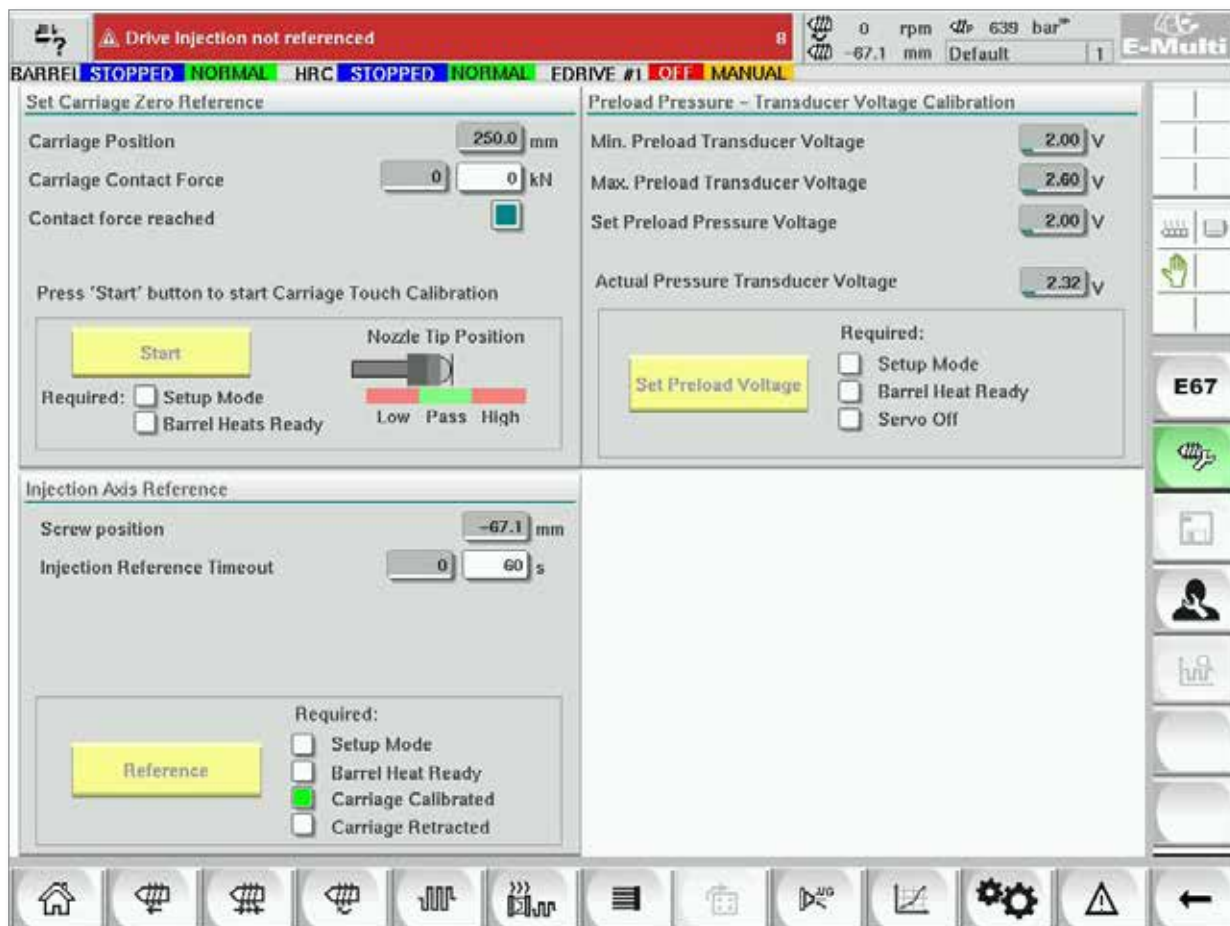 Drive Injection not referenced 8
0 rpm 639 bar
-67.1 mm Default 1
E-Multi
BARREL STOPPED NORMAL HRC STOPPED NORMAL EDRIVE #1 OFF MANUAL
Set Carriage Zero Reference
Carriage Position 250.0 mm
Carriage Contact Force 0 0 kN
Contact force reached
Press 'Start' button to start Carriage Touch Calibration
Start
Nozzle Tip Position
Required: Setup Mode
Barrel Heats Ready
Low Pass High
Preload Pressure - Transducer Voltage Calibration
Min. Preload Transducer Voltage 2.00 V
Max. Preload Transducer Voltage 2.60 V
Set Preload Pressure Voltage 2.00 V
Actual Pressure Transducer Voltage 2.32 V
Set Preload Voltage
Required:
Setup Mode
Barrel Heat Ready
Servo Off
E67
Injection Axis Reference
Screw position -67.1 mm
Injection Reference Timeout 0 60 s
Reference
Required:
Setup Mode
Barrel Heat Ready
Carriage Calibrated
Carriage Retracted